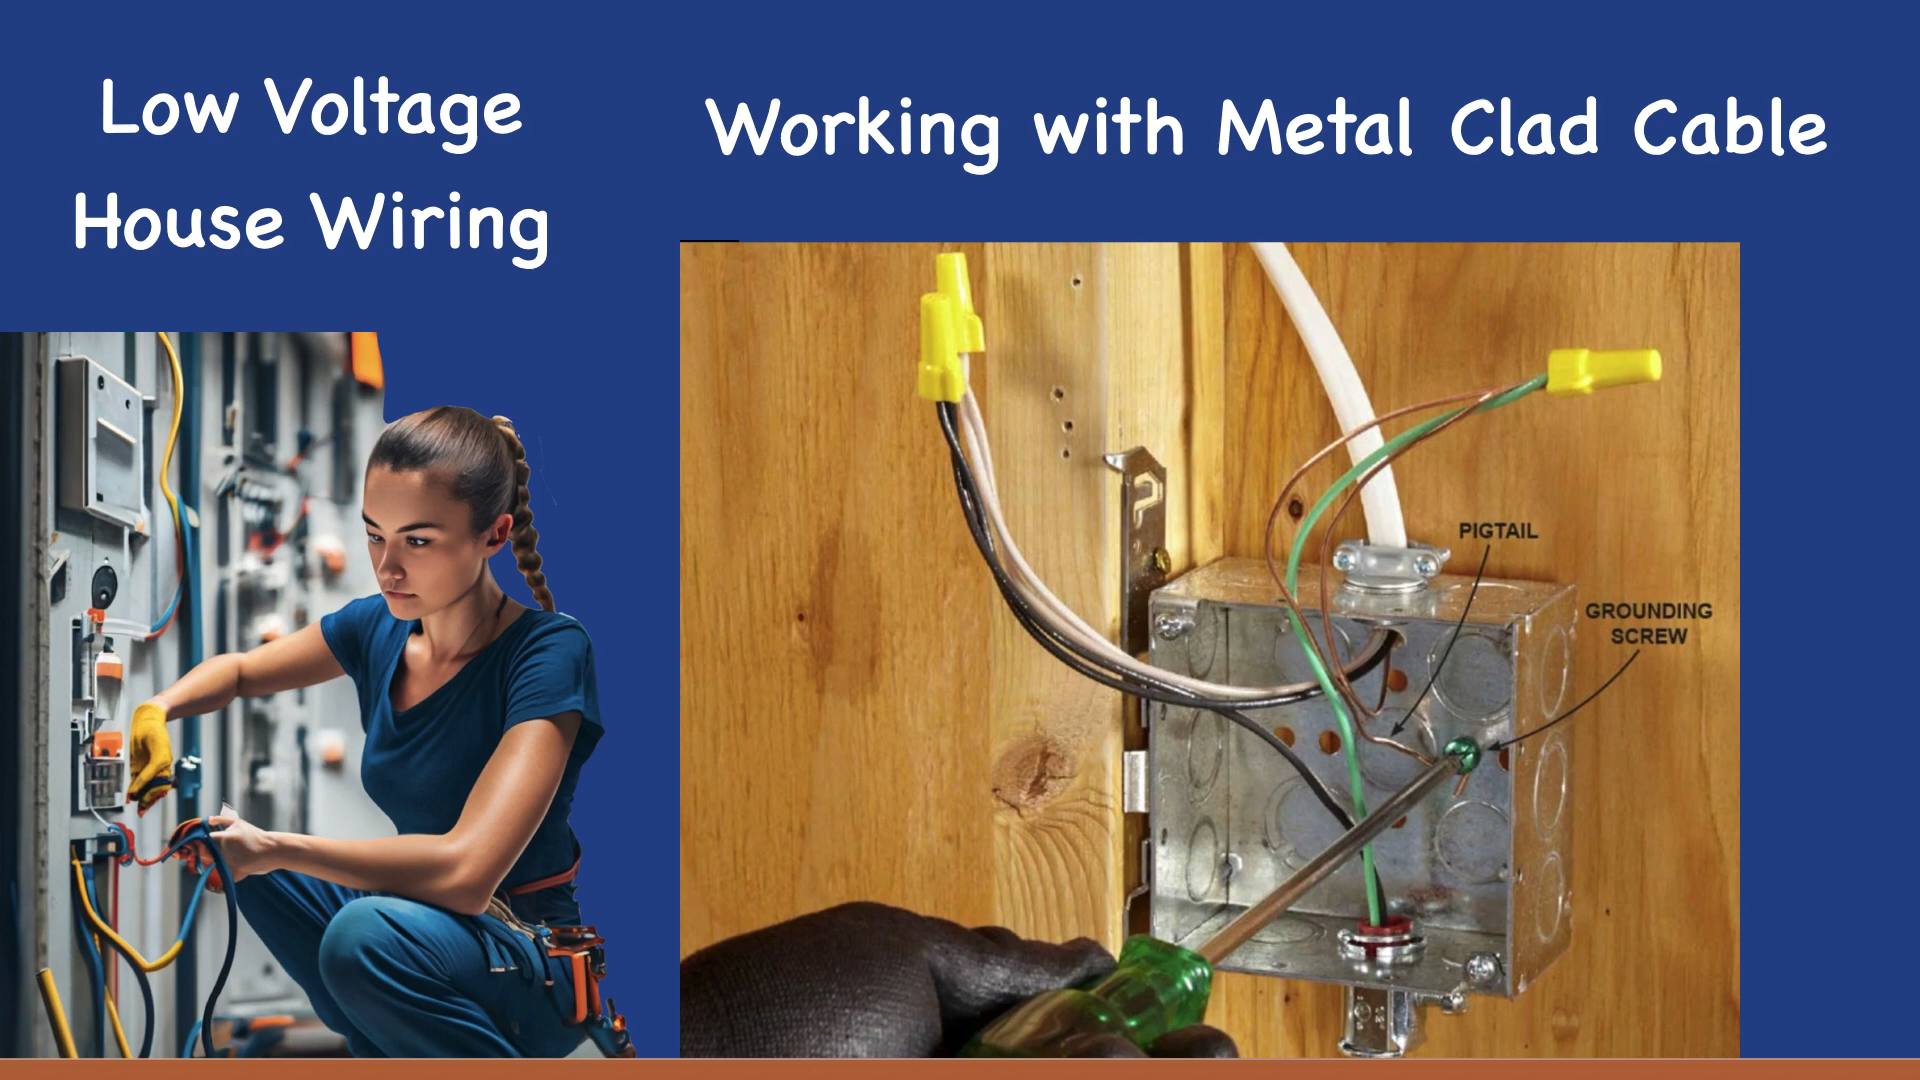 Low Voltage
House Wiring
Working with Metal Clad Cable
PIGTAIL
GROUNDING
SCREW